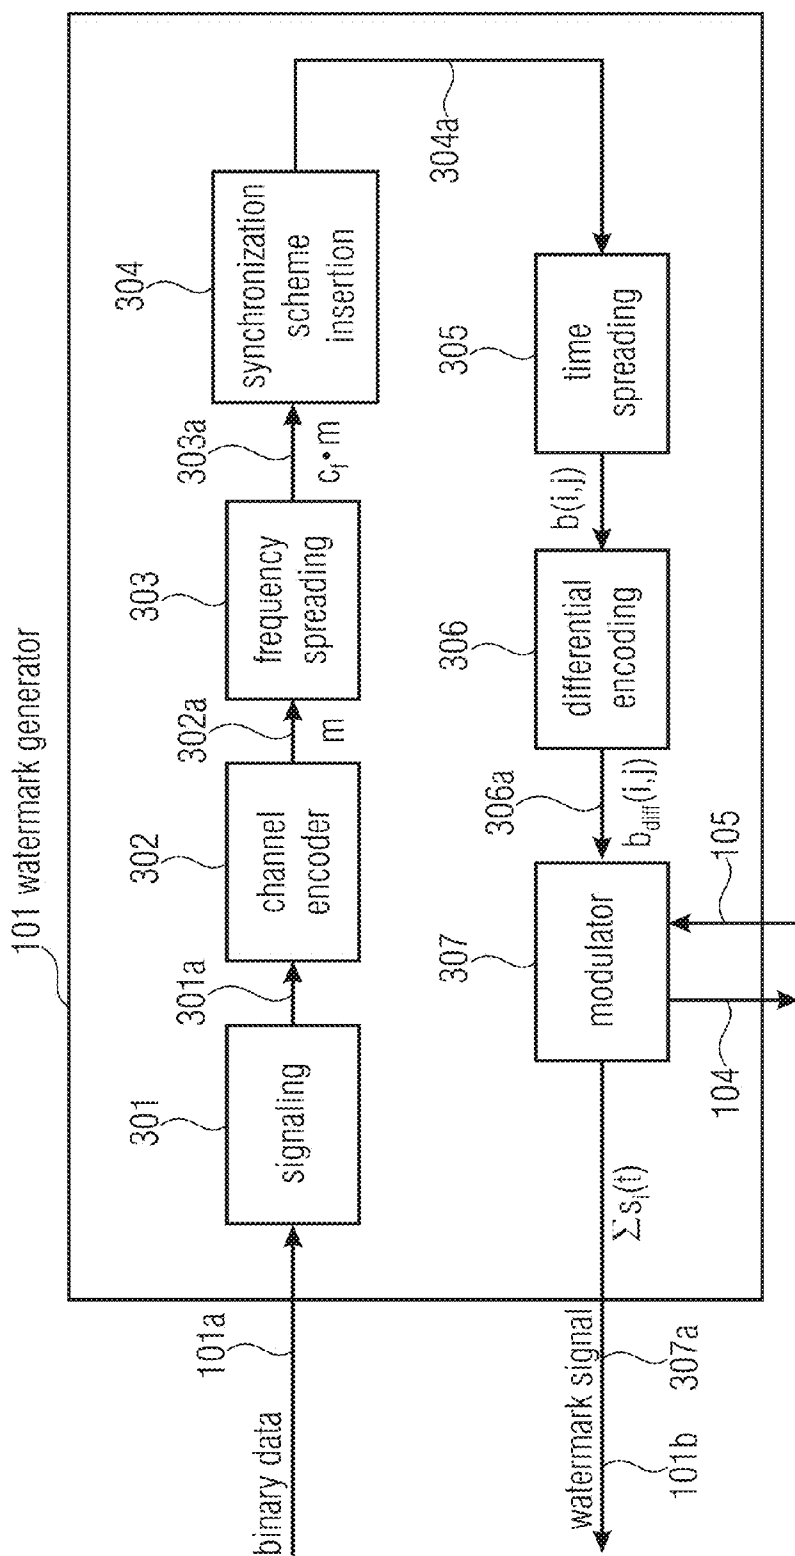 101 watermark generator
binary data
101a
301
signaling
301a
302
channel
encoder
302a
m
303
frequency
spreading
303a
c_f • m
304
synchronization
scheme
insertion
304a
305
time
spreading
b(i,j)
306
differential
encoding
306a
b_diff(i,j)
307
modulator
104
105
∑ s_i(t)
watermark signal
307a
101b